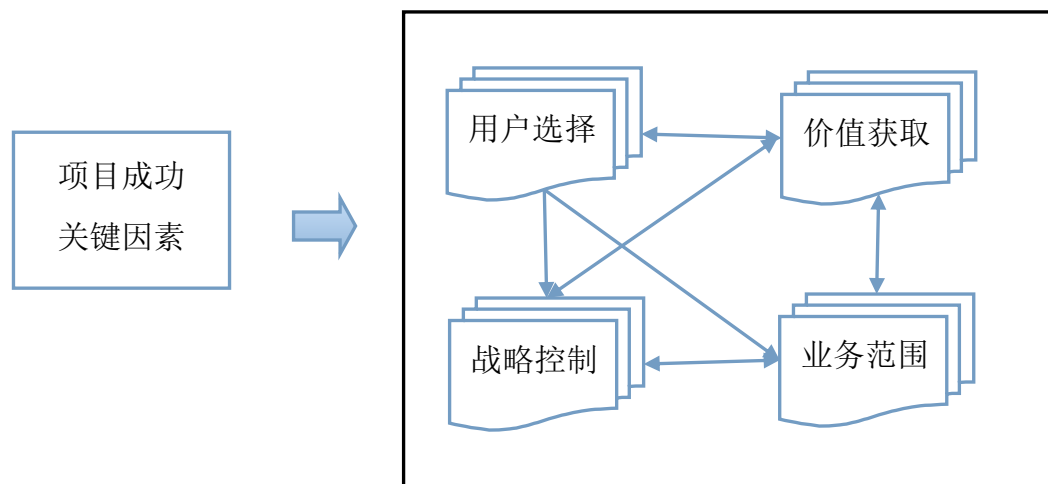 项目成功
关键因素
用户选择
价值获取
战略控制
业务范围